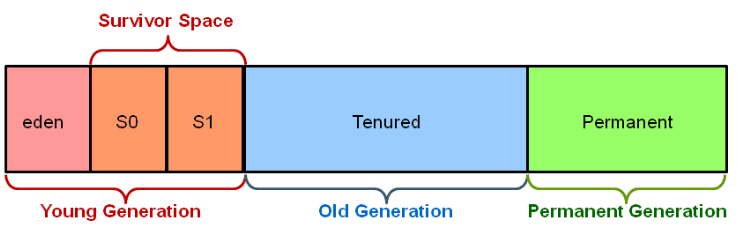 Survivor Space
eden S0 S1 Tenured Permanent
Young Generation Old Generation Permanent Generation